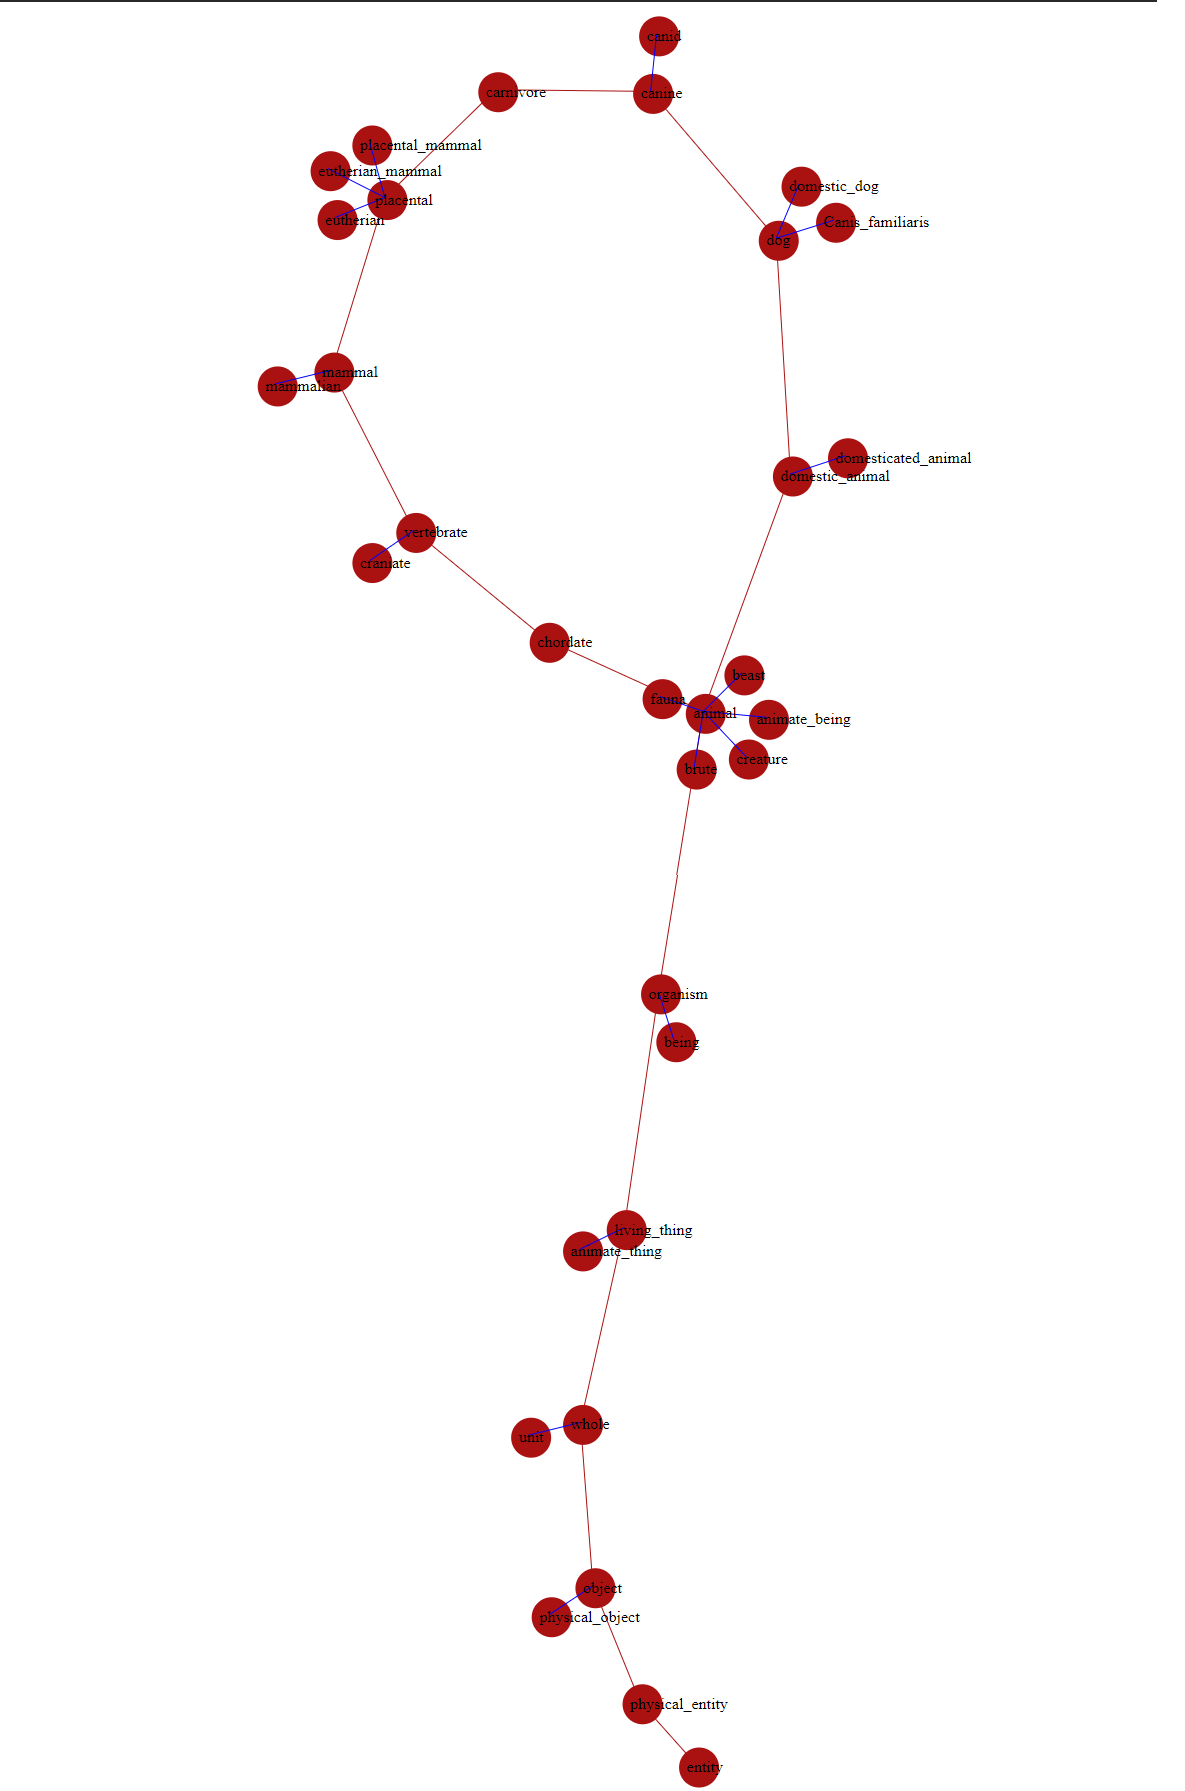 canid
carnivore
canine
placental_mammal
eutherian_mammal
domestic_dog
placental
eutherian
Canis_familiaris
dog
mammal
mammalian
domesticated_animal
domestic_animal
vertebrate
craniate
chordate
beast
fauna
animal
animate_being
creature
brute
organism
being
living_thing
animate_thing
whole
unit
object
physical_object
physical_entity
entity